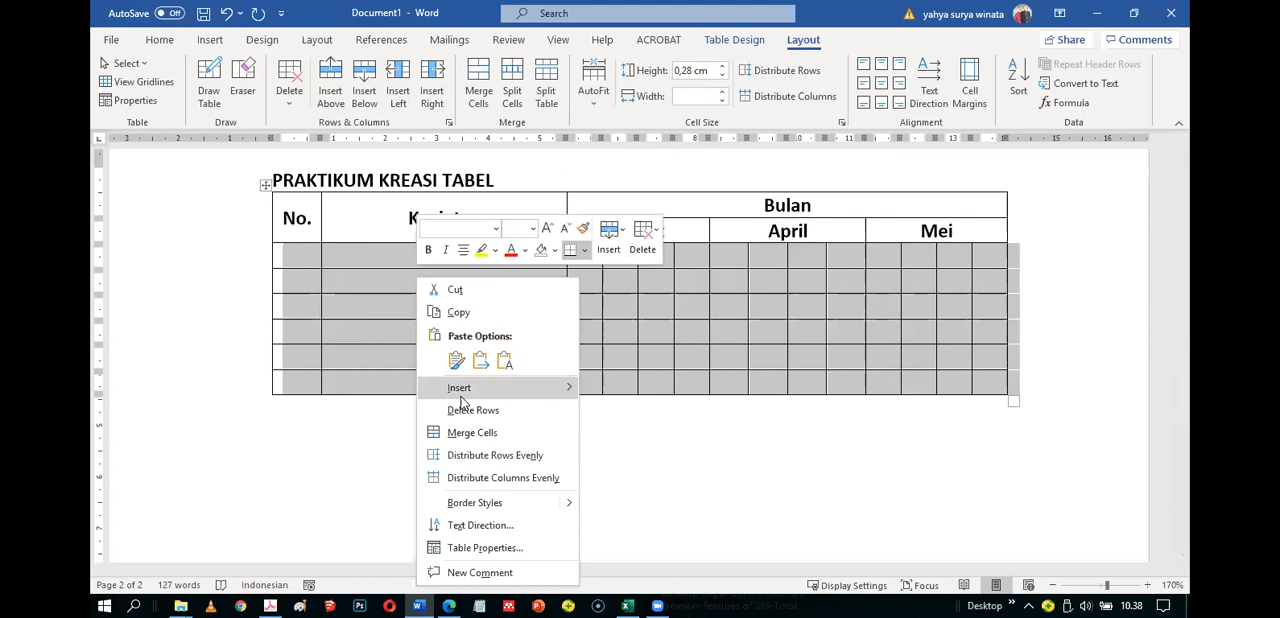 AutoSave Off Document1 - Word Search yahya surya winata
File Home Insert Design Layout References Mailings Review View Help ACROBAT Table Design Layout Share Comments
Select
View Gridlines
Properties
Table
Draw Table
Eraser
Draw
Delete
Insert Above
Insert Below
Insert Left
Insert Right
Rows & Columns
Merge Cells
Split Cells
Split Table
Merge
AutoFit
Height: 0,28 cm
Width:
Distribute Rows
Distribute Columns
Cell Size
Text Direction
Cell Margins
Alignment
Sort
Repeat Header Rows
Convert to Text
Formula
Data
PRAKTIKUM KREASI TABEL
No.
Bulan
April
Mei
Insert
Delete
Cut
Copy
Paste Options:
Insert
Delete Rows
Merge Cells
Distribute Rows Evenly
Distribute Columns Evenly
Border Styles
Text Direction...
Table Properties...
New Comment
Page 2 of 2 127 words Indonesian Display Settings Focus 170%
Desktop 10.38